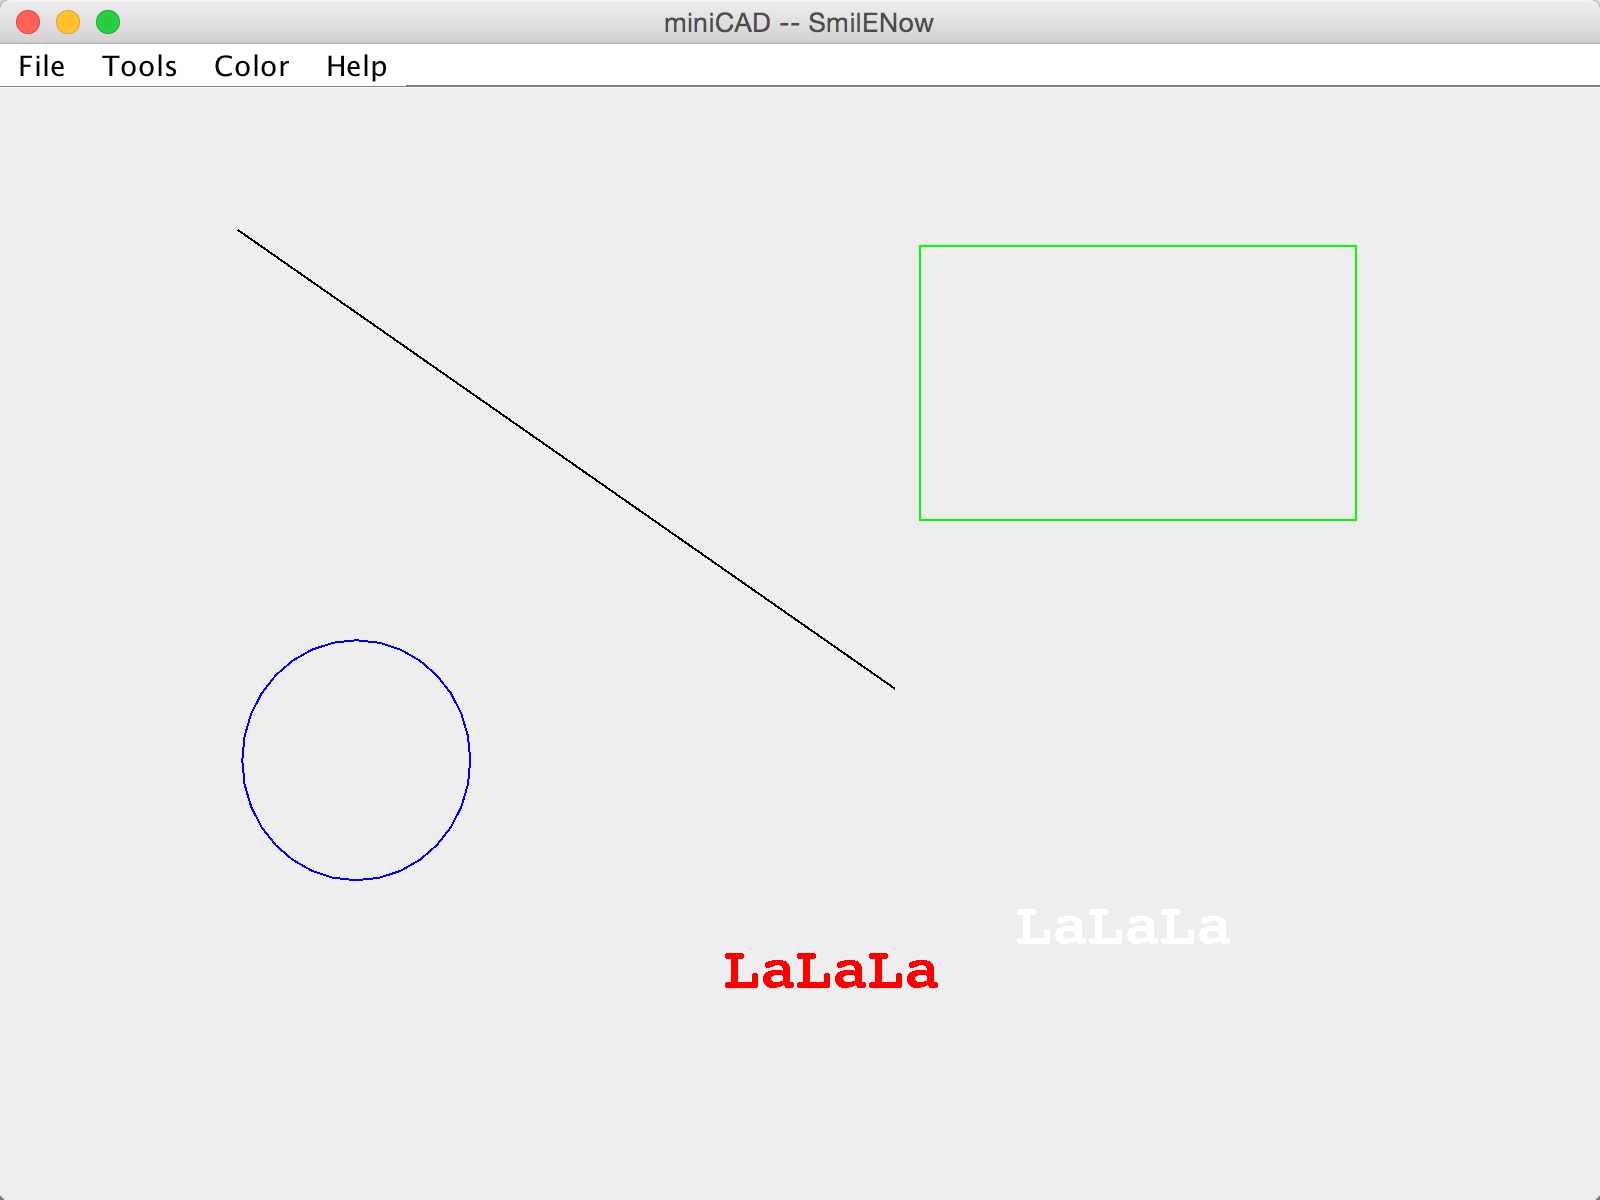 miniCAD -- SmilENow
File Tools Color Help
LaLaLa
LaLaLa